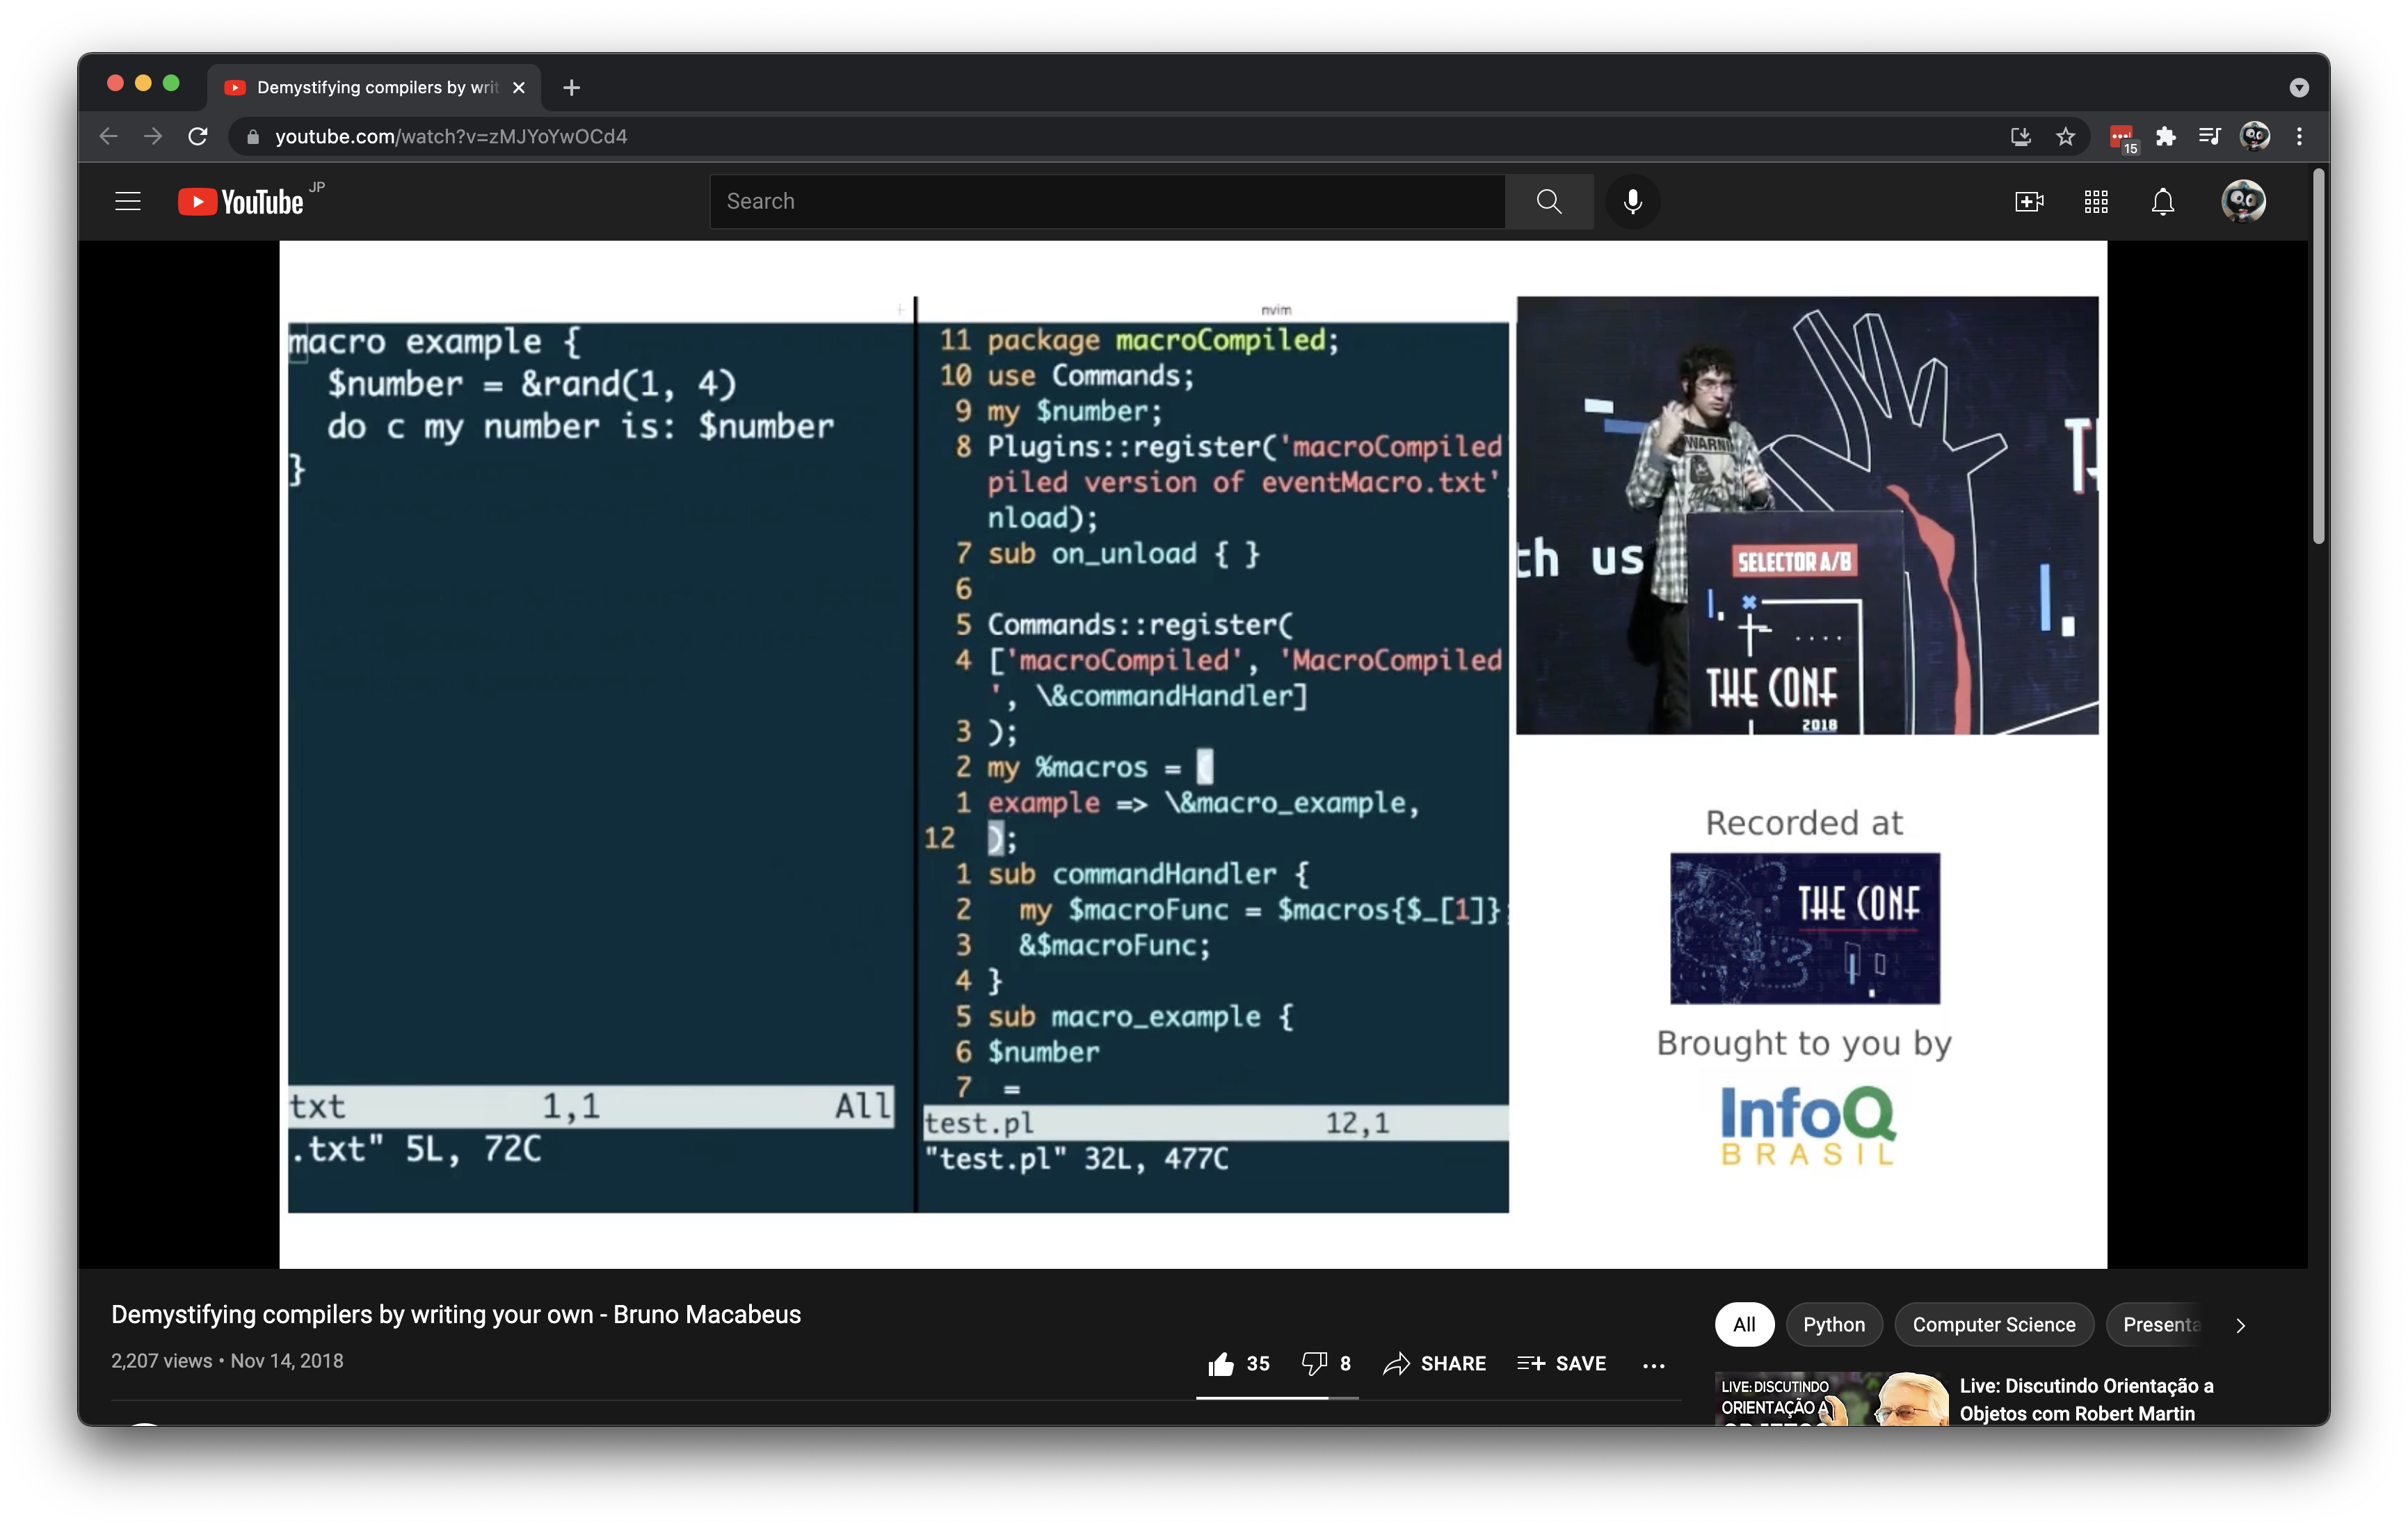 Demystifying compilers by writ
youtube.com/watch?v=zMJYoYwOCd4
15
YouTube JP
Search
macro example {
  $number = &rand(1, 4)
  do c my number is: $number
}
txt 1,1 All
.txt" 5L, 72C
nvim
11 package macroCompiled;
10 use Commands;
9 my $number;
8 Plugins::register('macroCompiled
piled version of eventMacro.txt'
nload);
7 sub on_unload { }
6
5 Commands::register(
4 ['macroCompiled', 'MacroCompiled
', \&commandHandler]
3 );
2 my %macros = (
1 example => \&macro_example,
12 );
1 sub commandHandler {
2   my $macroFunc = $macros{$_[1]};
3   &$macroFunc;
4 }
5 sub macro_example {
6 $number
7  =
test.pl 12,1
"test.pl" 32L, 477C
WARNI
th us
SELECTOR A/B
THE CONF
2018
Recorded at
THE CONF
Brought to you by
InfoQ
BRASIL
Demystifying compilers by writing your own - Bruno Macabeus
2,207 views • Nov 14, 2018
35 8 SHARE SAVE
All Python Computer Science Presenta
LIVE: DISCUTINDO
ORIENTAÇÃO A
Live: Discutindo Orientação a
Objetos com Robert Martin